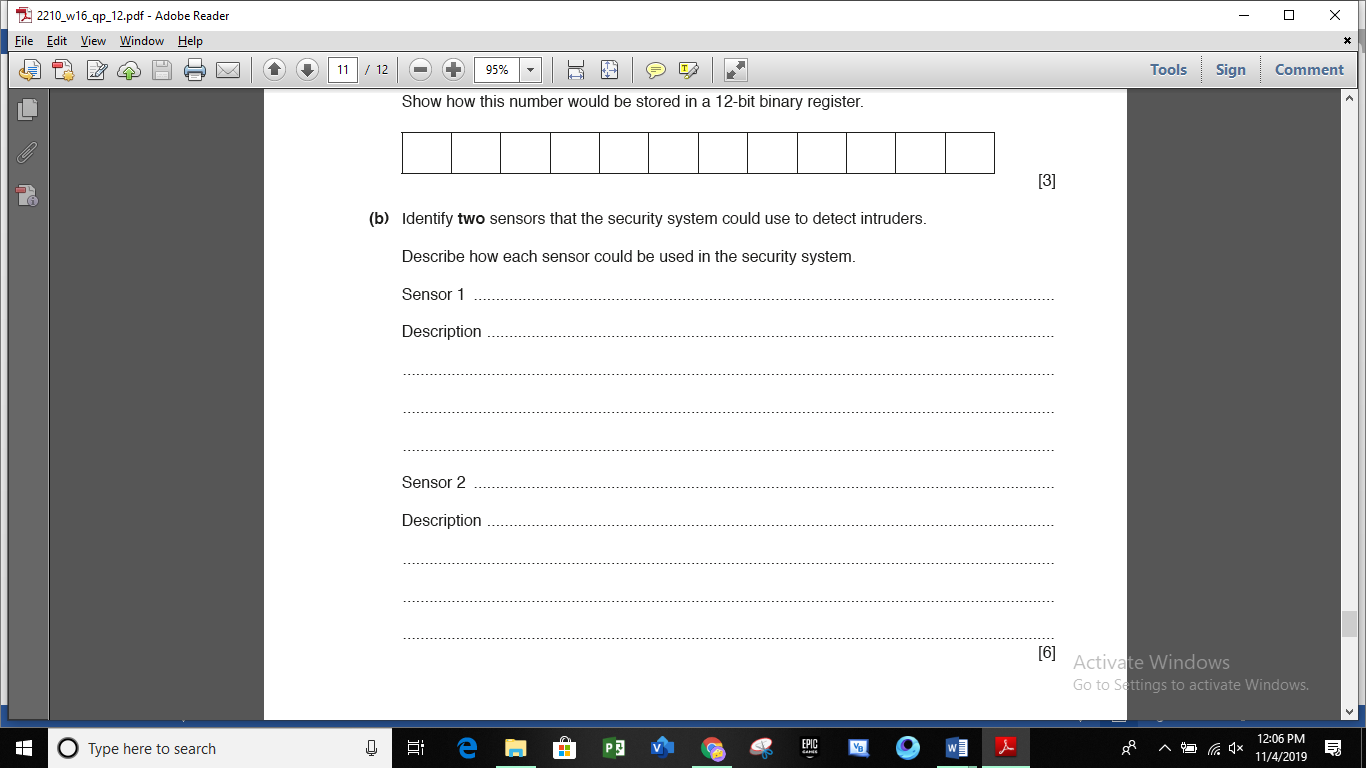 2210_w16_qp_12.pdf - Adobe Reader
File Edit View Window Help
11 / 12 95% Tools Sign Comment
Show how this number would be stored in a 12-bit binary register.
[3]
(b) Identify two sensors that the security system could use to detect intruders.
Describe how each sensor could be used in the security system.
Sensor 1 ....................................................................................
Description ....................................................................................
....................................................................................
....................................................................................
....................................................................................
Sensor 2 ....................................................................................
Description ....................................................................................
....................................................................................
....................................................................................
....................................................................................
[6]
Activate Windows
Go to Settings to activate Windows.
Type here to search
EPIC GAMES
VB
12:06 PM
11/4/2019